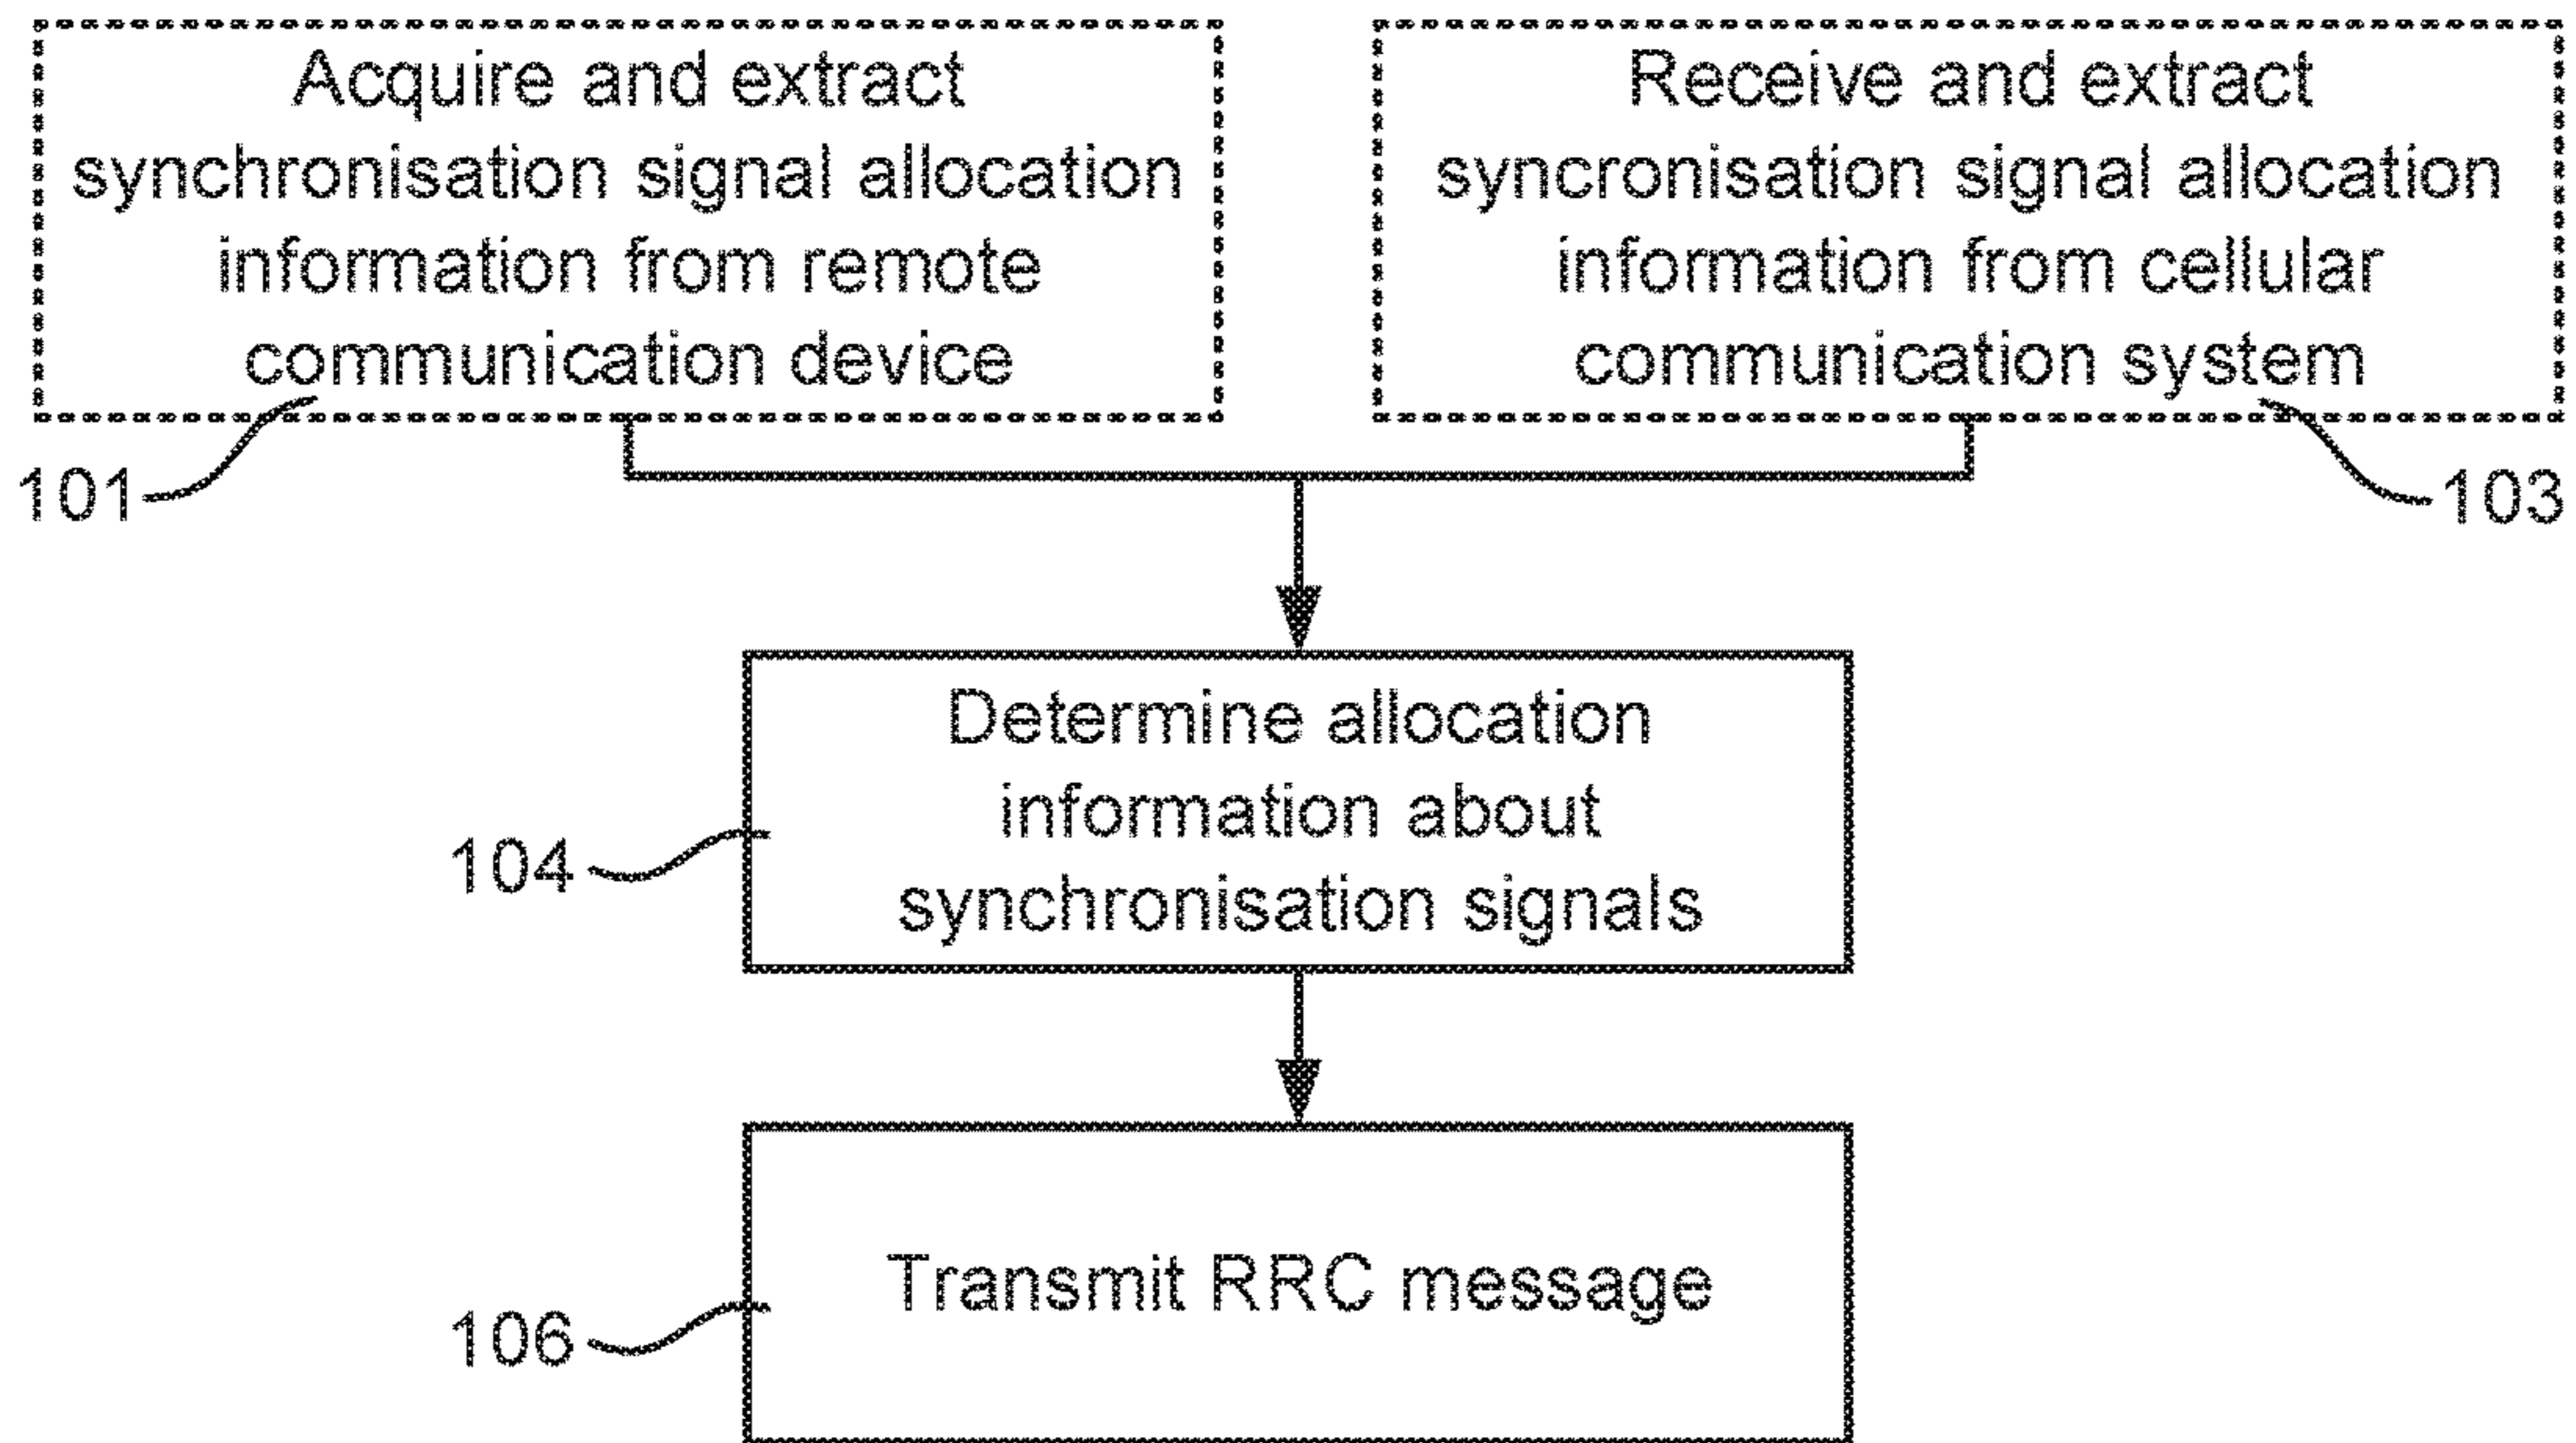 Acquire and extract
synchronisation signal allocation
information from remote
communication device
Receive and extract
syncronisation signal allocation
information from cellular
communication system
101
103
Determine allocation
information about
synchronisation signals
104
Transmit RRC message
106